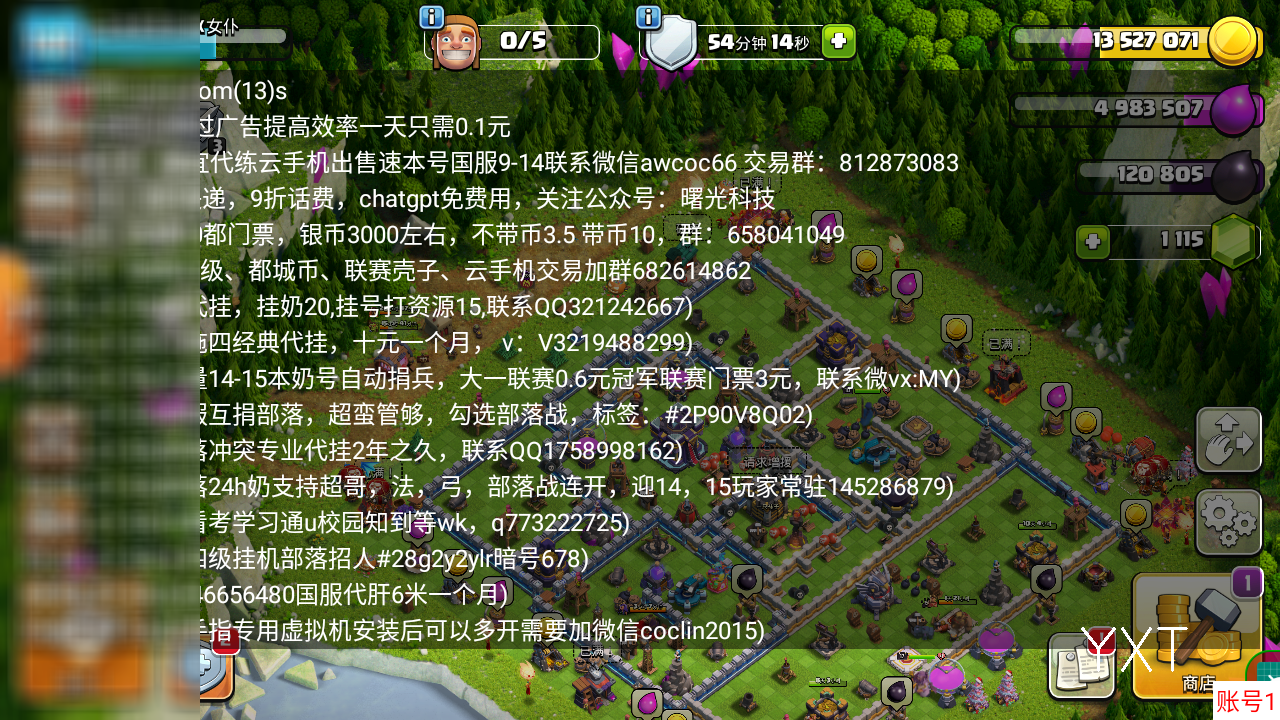 女仆
0/5
54分钟 14秒
13 527 071
om(13)s
3
过广告提高效率一天只需0.1元
4 983 507
宜代练云手机出售速本号国服9-14联系微信awcoc66 交易群：812873083
120 805
递，9折话费，chatgpt免费用，关注公众号：曙光科技
都门票，银币3000左右，不带币3.5 带币10，群：658041049
1 115
级、都城币、联赛壳子、云手机交易加群682614862
代挂，挂奶20,挂号打资源15,联系QQ321242667)
四经典代挂，十元一个月， v：V3219488299)
已满！
量14-15本奶号自动捐兵，大一联赛0.6元冠军联赛门票3元，联系微vx:MY)
服互捐部落，超蛮管够，勾选部落战，标签：#2P90V8Q02)
落冲突专业代挂2年之久，联系QQ1758998162)
请求增援
落24h奶支持超哥，法，弓，部落战连开，迎14，15玩家常驻145286879)
看考学习通u校园知到等wk，q773222725)
四级挂机部落招人#28g2y2ylr暗号678)
1
46656480国服代肝6米一个月)
手指专用虚拟机安装后可以多开需要加微信coclin2015)
2
YXT
已满
商店
账号1